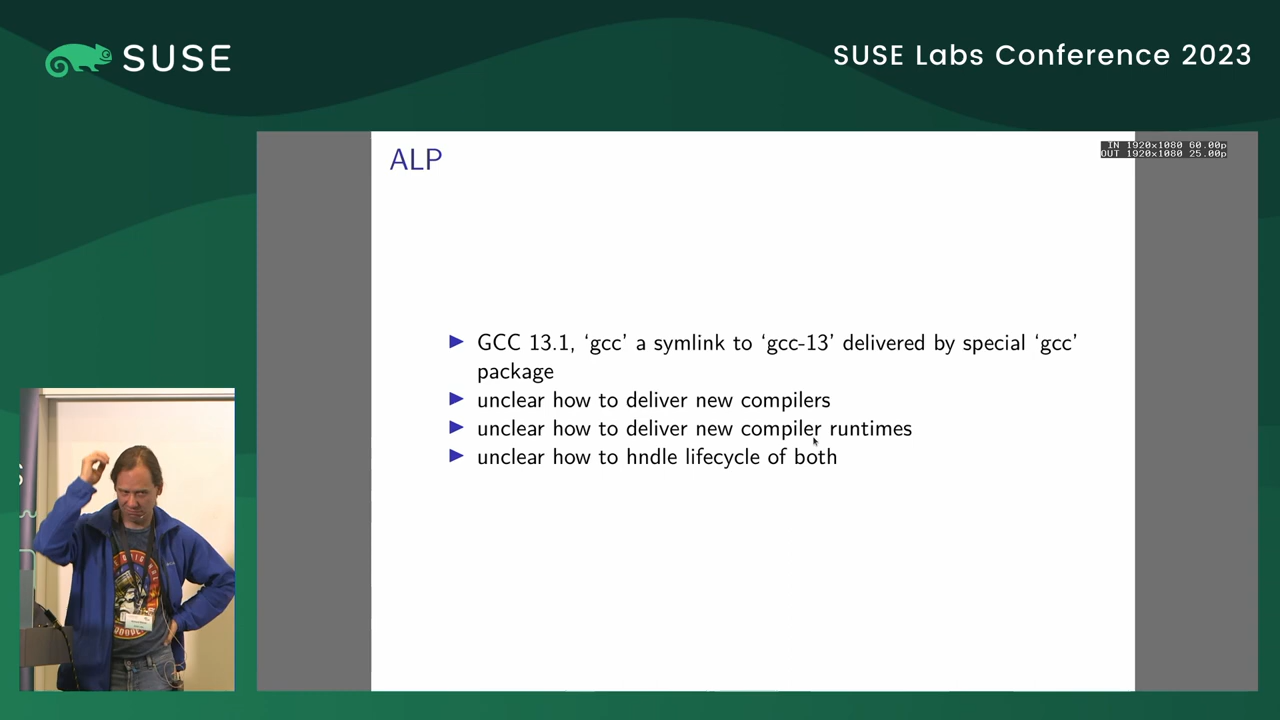 SUSE
SUSE Labs Conference 2023
ALP
IN 1920x1080 60.00p
OUT 1920x1080 25.00p
▶ GCC 13.1, ‘gcc’ a symlink to ‘gcc-13’ delivered by special ‘gcc’
package
▶ unclear how to deliver new compilers
▶ unclear how to deliver new compiler runtimes
▶ unclear how to hndle lifecycle of both